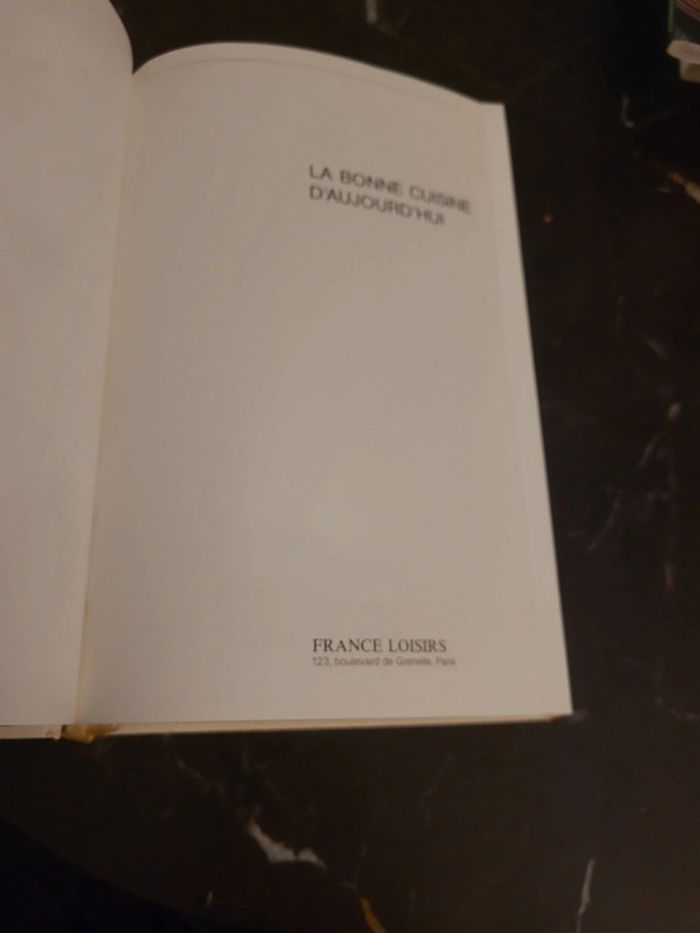 LA BONNE CUISINE
D'AUJOURD'HUI
FRANCE LOISIRS
123, boulevard de Grenelle, Paris